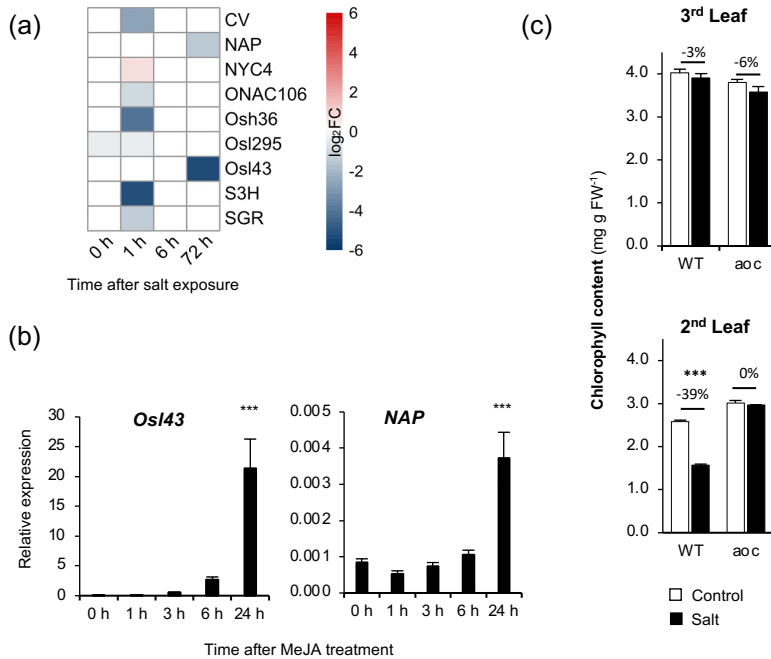 (a)
CV
NAP
NYC4
ONAC106
Osh36
Osl295
Osl43
S3H
SGR
0 h 1 h 6 h 72 h
Time after salt exposure
6
4
2
0
-2
-4
-6
log₂FC
(b)
Osl43
***
30
25
20
15
10
5
0
Relative expression
0 h 1 h 3 h 6 h 24 h
NAP
***
0.005
0.004
0.003
0.002
0.001
0.000
0 h 1 h 3 h 6 h 24 h
Time after MeJA treatment
(c)
3rd Leaf
-3% -6%
4.0
3.0
2.0
1.0
0.0
WT aoc
Chlorophyll content (mg g FW-1)
2nd Leaf
*** 0%
-39%
4.0
3.0
2.0
1.0
0.0
WT aoc
Control
Salt